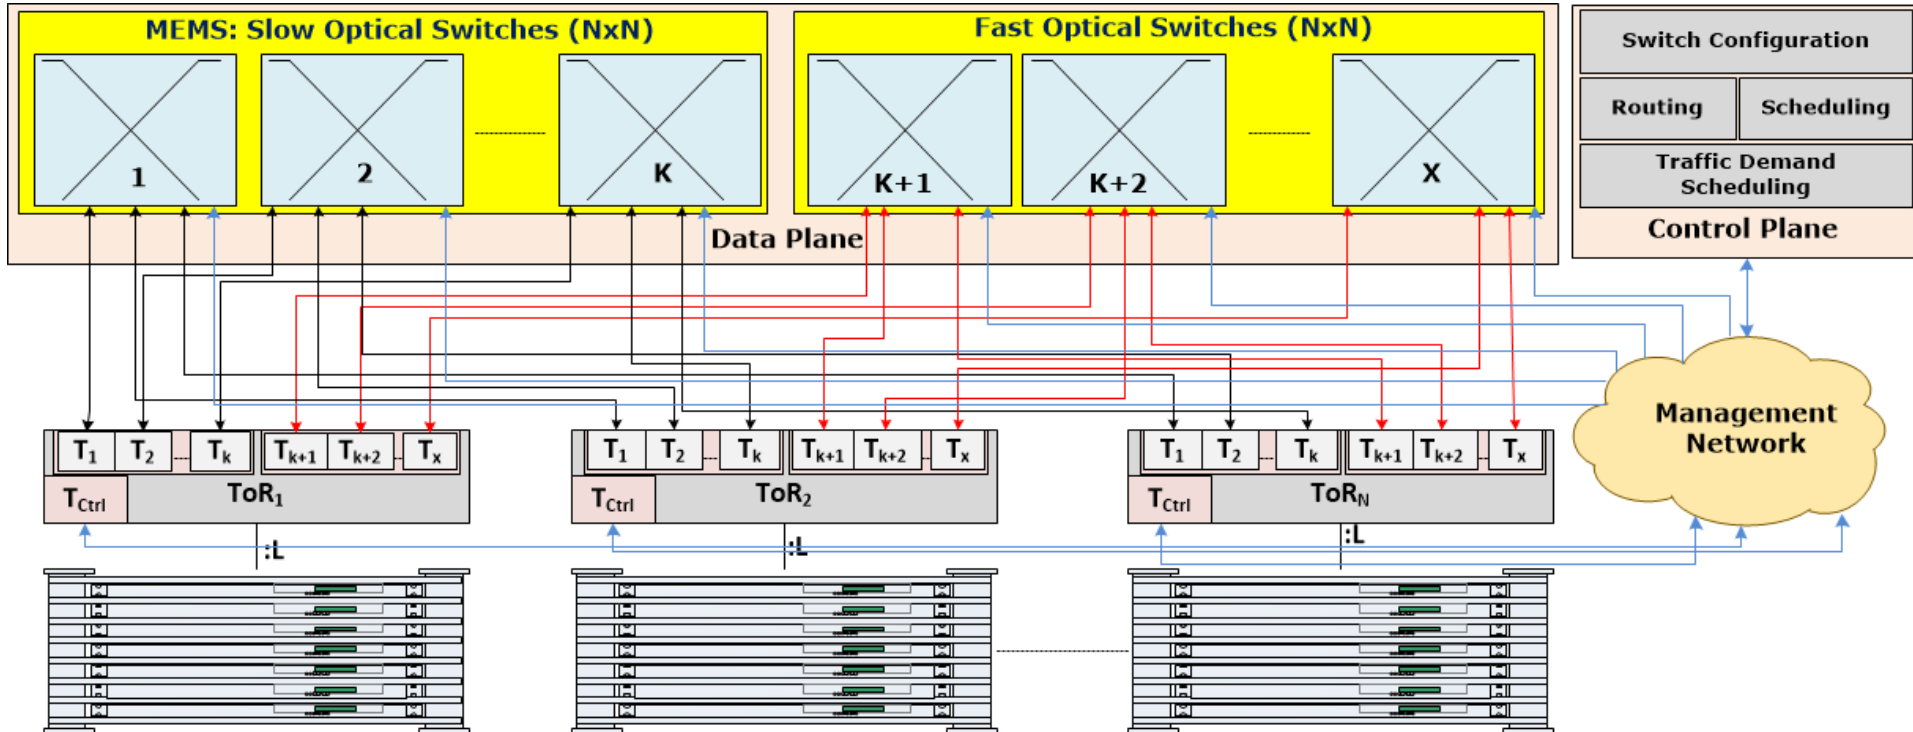 MEMS: Slow Optical Switches (NxN)
Fast Optical Switches (NxN)
1
2
K
K+1
K+2
X
Data Plane
Switch Configuration
Routing
Scheduling
Traffic Demand
Scheduling
Control Plane
T1 T2 Tk Tk+1 Tk+2 Tx
TCtrl
ToR1
T1 T2 Tk Tk+1 Tk+2 Tx
TCtrl
ToR2
T1 T2 Tk Tk+1 Tk+2 Tx
TCtrl
ToRN
Management
Network
:L
:L
:L